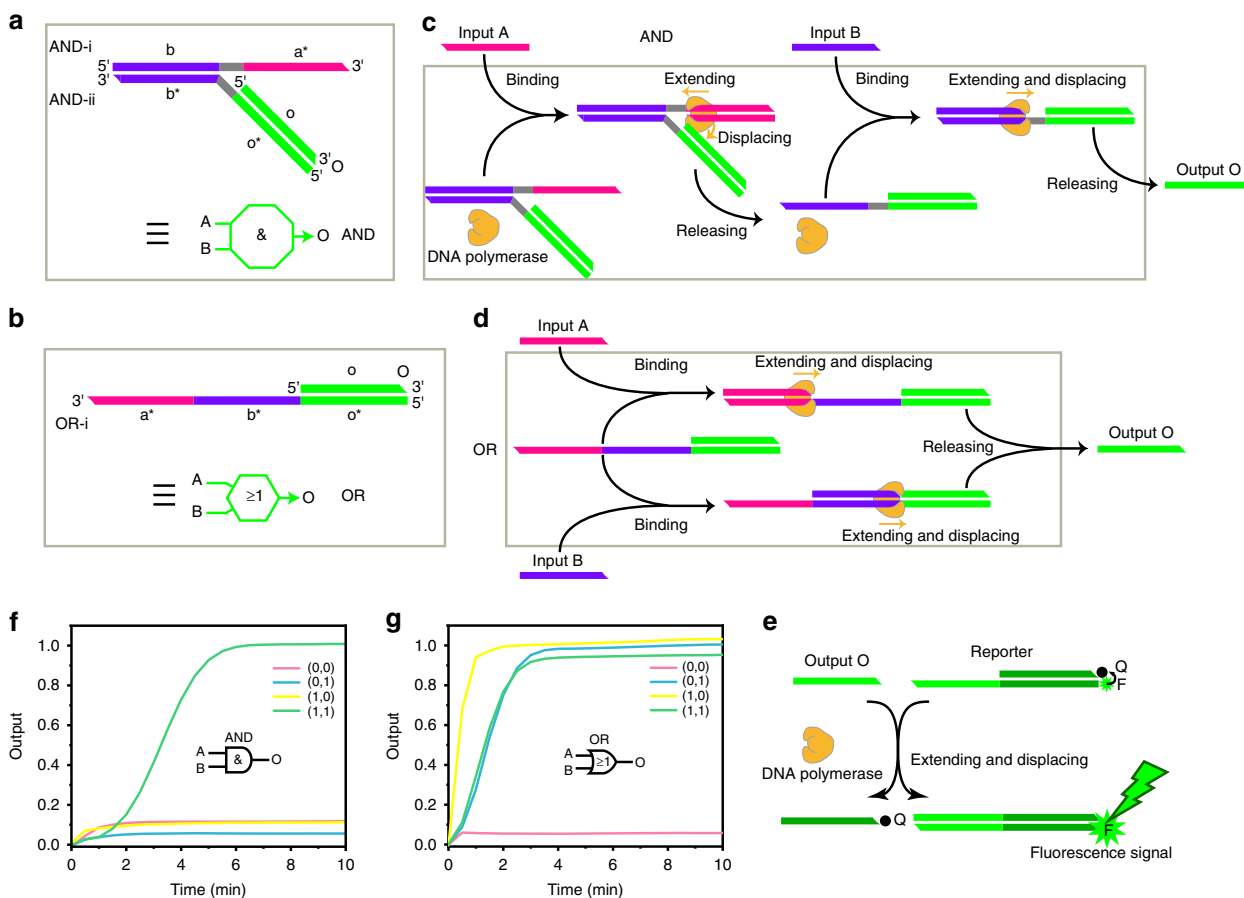 a
AND-i
b
a*
5'
3'
3'
5'
AND-ii
b*
o
o*
3'
O
5'
A
B
&
O
AND
c
Input A
AND
Input B
Binding
Extending
Binding
Extending and displacing
Displacing
Releasing
Output O
Releasing
DNA polymerase
b
o
O
5'
3'
3'
5'
OR-i
a*
b*
o*
A
B
≥1
O
OR
d
Input A
Binding
Extending and displacing
OR
Releasing
Output O
Binding
Extending and displacing
Input B
f
Output
1.0
0.8
0.6
0.4
0.2
0.0
(0,0)
(0,1)
(1,0)
(1,1)
AND
A
B
&
O
0 2 4 6 8 10
Time (min)
g
Output
1.0
0.8
0.6
0.4
0.2
0.0
(0,0)
(0,1)
(1,0)
(1,1)
OR
A
B
≥1
O
0 2 4 6 8 10
Time (min)
e
Output O
Reporter
Q
F
DNA polymerase
Extending and displacing
Q
F
Fluorescence signal